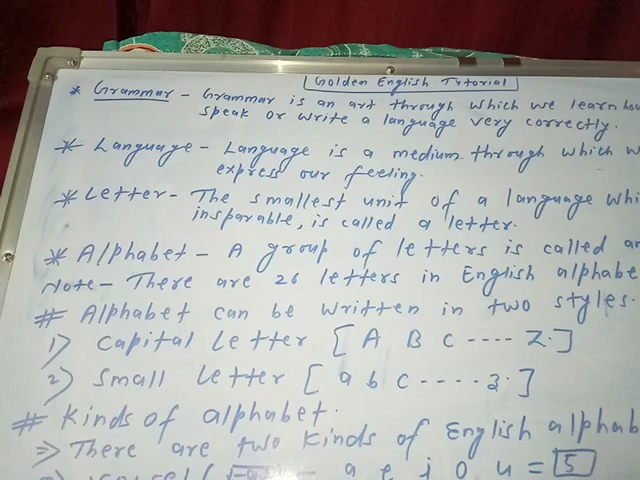 Golden English Tutorial
* Grammar - Grammar is an art through which we learn how
speak or write a language very correctly.
* Language - Language is a medium through which w
express our feeling.
* Letter - The smallest unit of a language whi
insparable, is called a letter.
* Alphabet - A group of letters is called an
Note - There are 26 letters in English alphabe
# Alphabet can be written in two styles.
1) Capital Letter [ A B C ---- Z. ]
2) Small Letter [ a b c ----- z. ]
# Kinds of alphabet.
⇒ There are two kinds of English alphab
a e i o u = 5